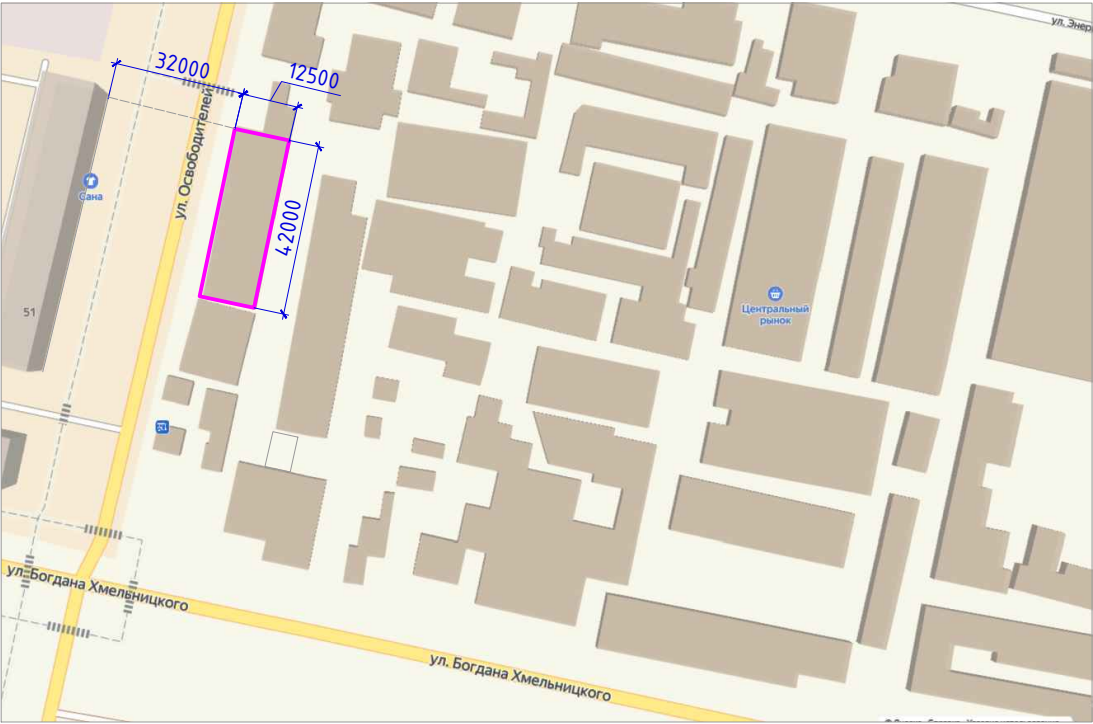 ул. Энер
32000
12500
ул. Освободителей
Сана
42000
51
Центральный
рынок
ул. Богдана Хмельницкого
ул. Богдана Хмельницкого